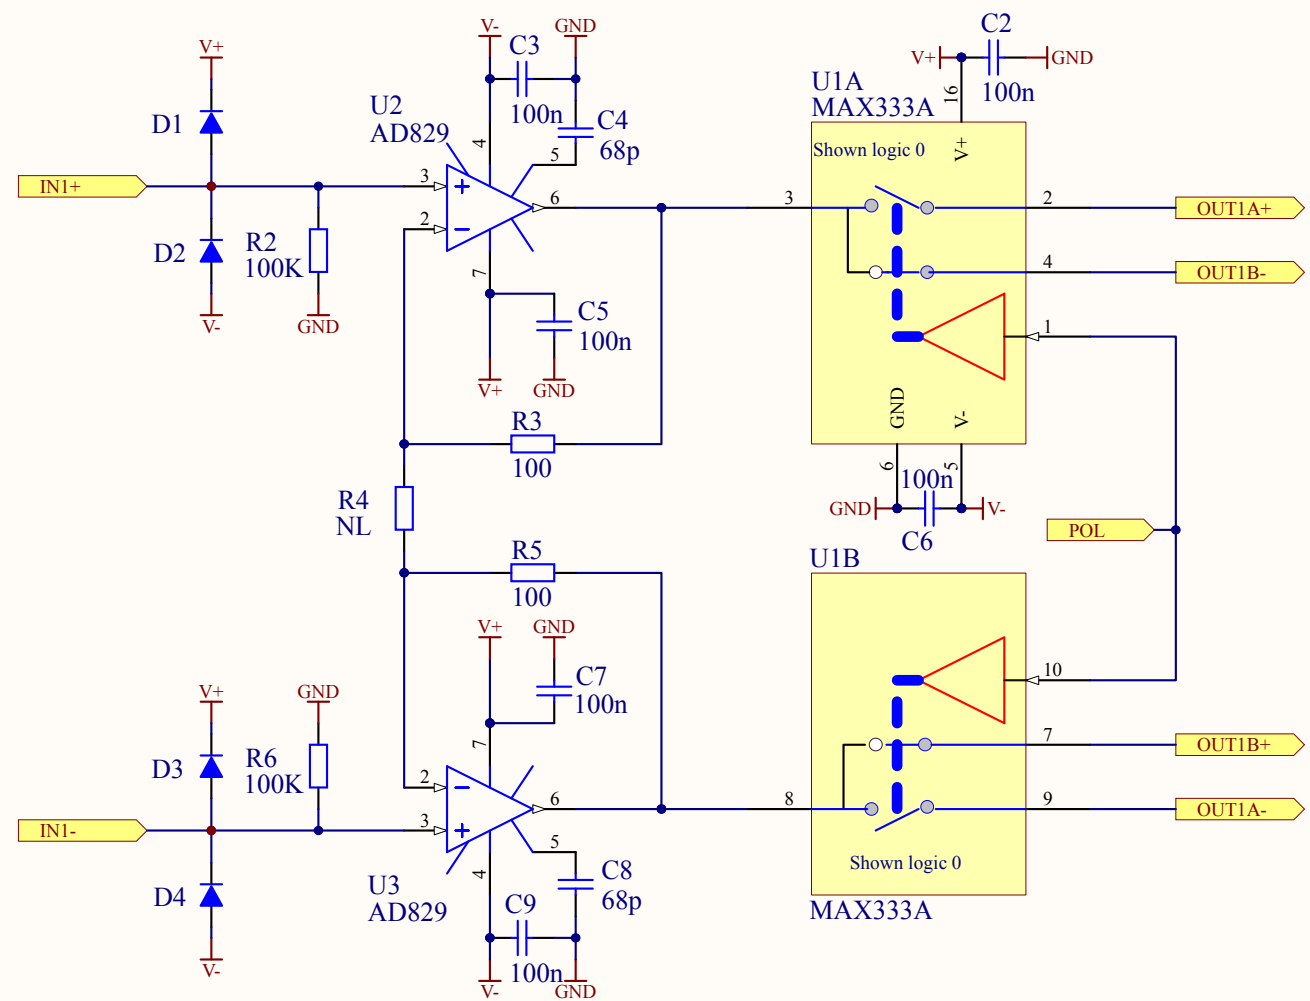 V-
GND
C3
C2
V+
GND
V+
U1A
MAX333A
16
100n
U2
AD829
100n
C4
68p
D1
4
5
Shown logic 0
V+
IN1+
3
6
3
2
OUT1A+
2
D2
R2
100K
7
4
OUT1B-
C5
100n
1
V-
GND
V+
GND
GND
V-
R3
100
6
5
100n
R4
NL
GND
V-
C6
POL
R5
100
U1B
V+
GND
C7
100n
10
V+
GND
7
7
OUT1B+
D3
R6
100K
2
6
8
9
OUT1A-
IN1-
3
5
Shown logic 0
4
C8
68p
D4
U3
AD829
C9
MAX333A
V-
100n
V-
GND